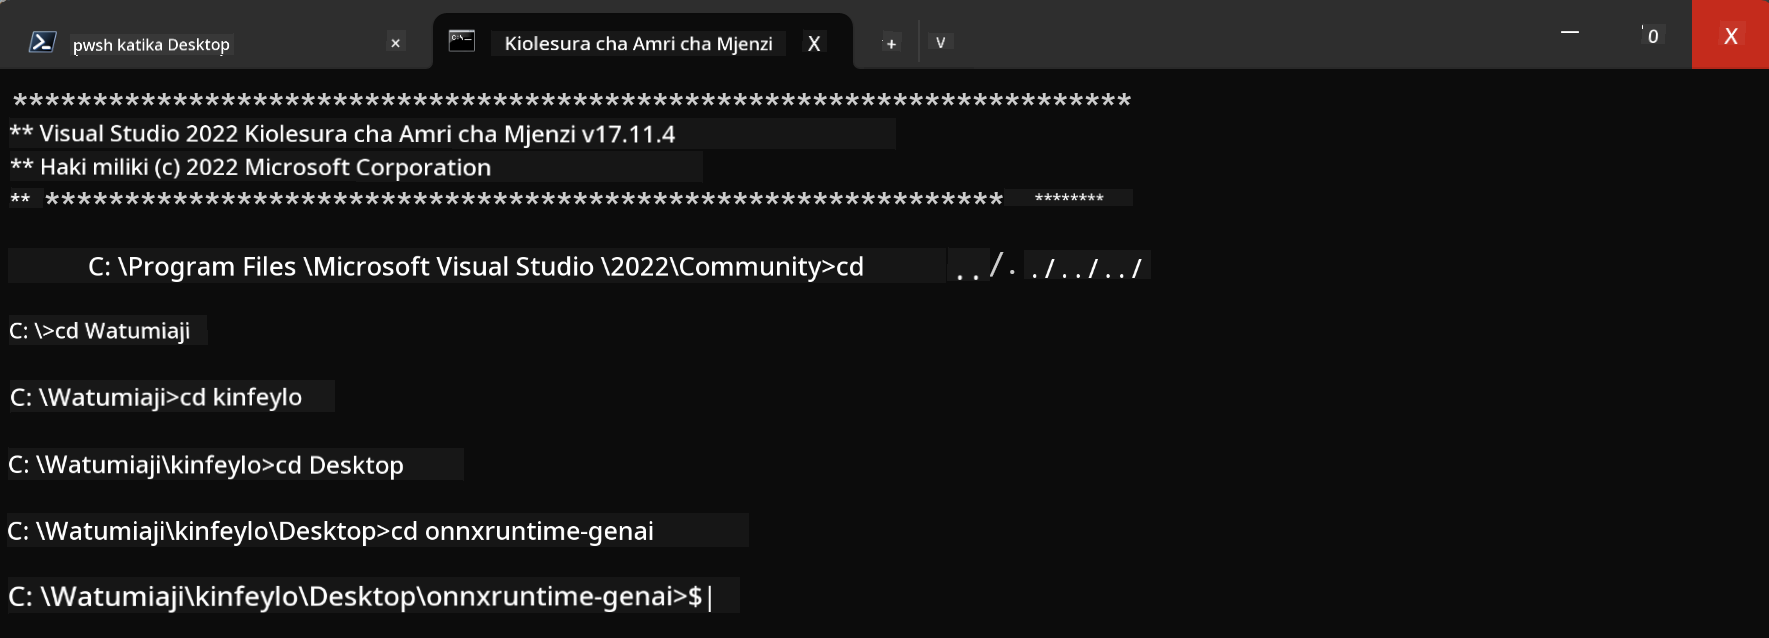 pwsh katika Desktop × Kiolesura cha Amri cha Mjenzi X + V — 0 X
**********************************************************************
** Visual Studio 2022 Kiolesura cha Amri cha Mjenzi v17.11.4
** Haki miliki (c) 2022 Microsoft Corporation
** ************************************************************ ********
C: \Program Files \Microsoft Visual Studio \2022\Community>cd ../../../../
C: \>cd Watumiaji
C: \Watumiaji>cd kinfeylo
C: \Watumiaji\kinfeylo>cd Desktop
C: \Watumiaji\kinfeylo\Desktop>cd onnxruntime-genai
C: \Watumiaji\kinfeylo\Desktop\onnxruntime-genai>$|